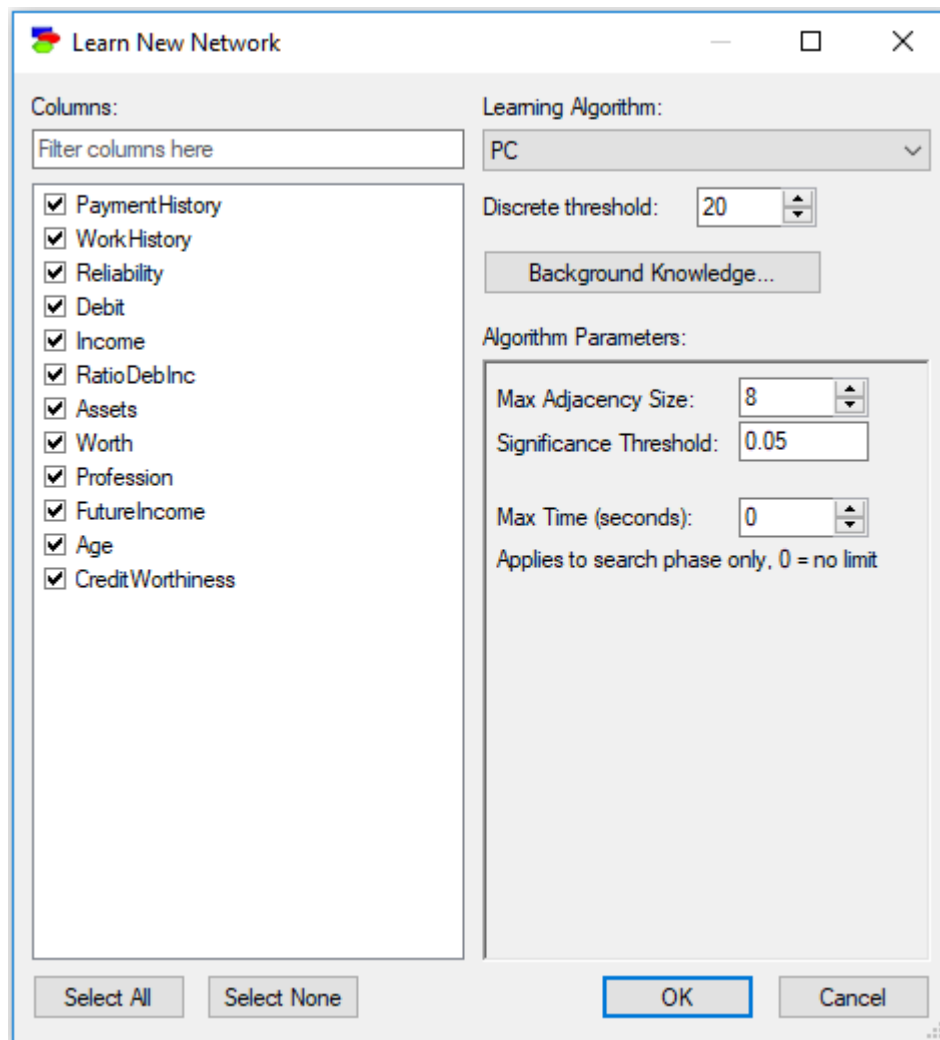 Learn New Network
Columns:
Filter columns here
PaymentHistory
WorkHistory
Reliability
Debit
Income
RatioDebInc
Assets
Worth
Profession
FutureIncome
Age
CreditWorthiness
Select All
Select None
Learning Algorithm:
PC
Discrete threshold: 20
Background Knowledge...
Algorithm Parameters:
Max Adjacency Size: 8
Significance Threshold: 0.05
Max Time (seconds): 0
Applies to search phase only, 0 = no limit
OK
Cancel